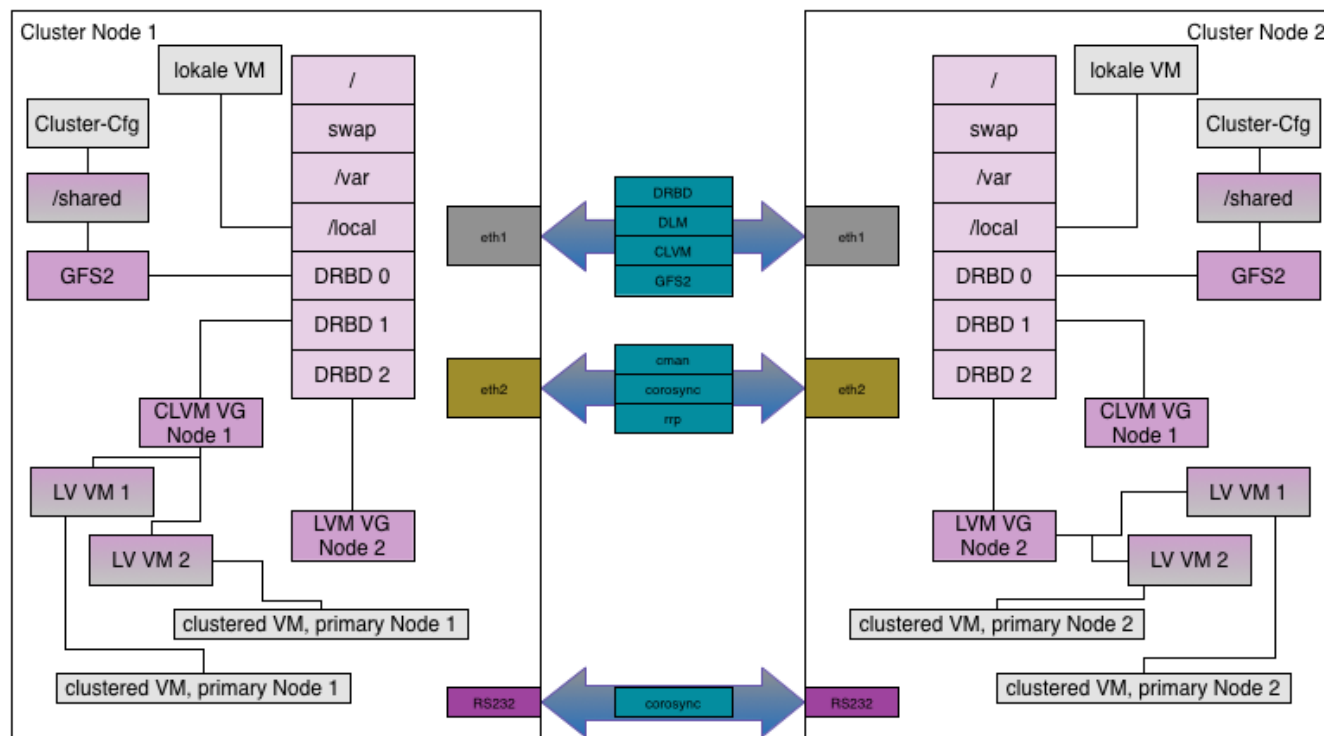 Cluster Node 1
lokale VM
Cluster-Cfg
/shared
GFS2
/
swap
/var
/local
DRBD 0
DRBD 1
DRBD 2
CLVM VG
Node 1
LV VM 1
LV VM 2
LVM VG
Node 2
clustered VM, primary Node 1
clustered VM, primary Node 1
eth1
DRBD
DLM
CLVM
GFS2
eth1
eth2
cman
corosync
rrp
eth2
RS232
corosync
RS232
Cluster Node 2
lokale VM
Cluster-Cfg
/shared
GFS2
/
swap
/var
/local
DRBD 0
DRBD 1
DRBD 2
CLVM VG
Node 1
LV VM 1
LVM VG
Node 2
LV VM 2
clustered VM, primary Node 2
clustered VM, primary Node 2